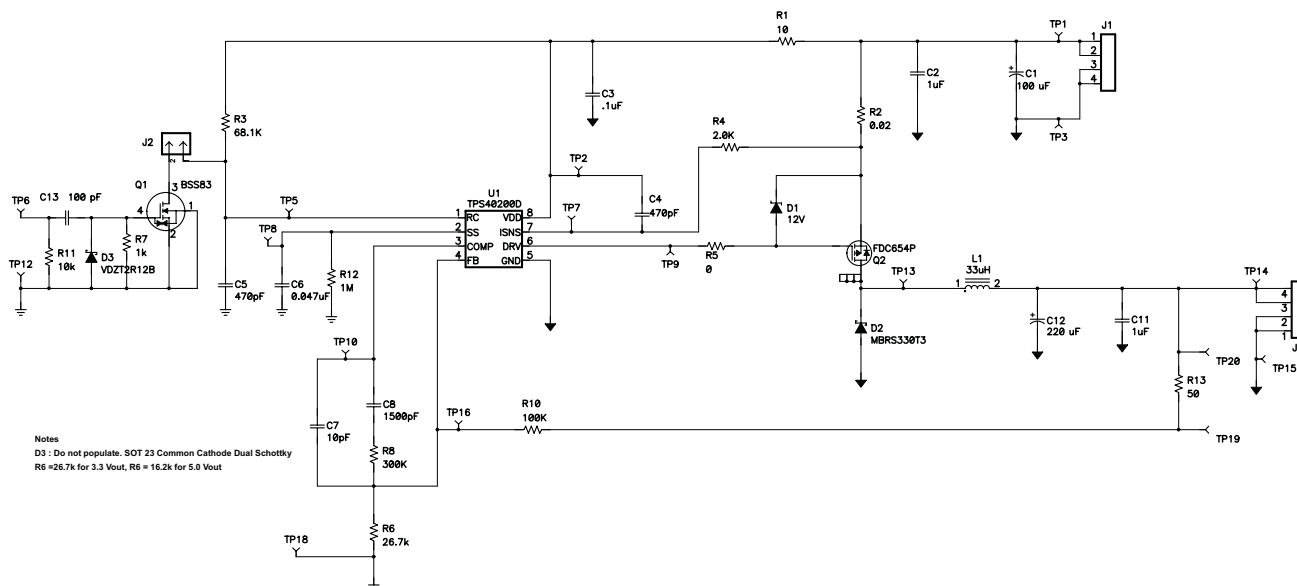 R1
10
TP1
J1
1
2
3
4
C3
.1uF
C2
1uF
C1
100 uF
TP3
R3
68.1K
R2
0.02
R4
2.0K
J2
2
TP2
Q1
BSS83
3
4
1
2
TP6
C13 100 pF
R11
10k
D3
VDZT2R12B
R7
1k
TP12
TP5
TP8
U1
TPS40200D
1 RC VDD 8
2 SS ISNS 7
3 COMP DRV 6
4 FB GND 5
TP7
C4
470pF
D1
12V
TP9
R5
0
FDC654P
Q2
C5
470pF
C6
0.047uF
R12
1M
TP13
L1
33uH
1 2
TP14
4
3
2
1
J
D2
MBRS330T3
C12
220 uF
C11
1uF
TP20
TP15
R13
50
TP10
C7
10pF
C8
1500pF
R8
300K
TP16
R10
100K
TP19
Notes
D3 : Do not populate. SOT 23 Common Cathode Dual Schottky
R6 =26.7k for 3.3 Vout, R6 = 16.2k for 5.0 Vout
R6
26.7k
TP18